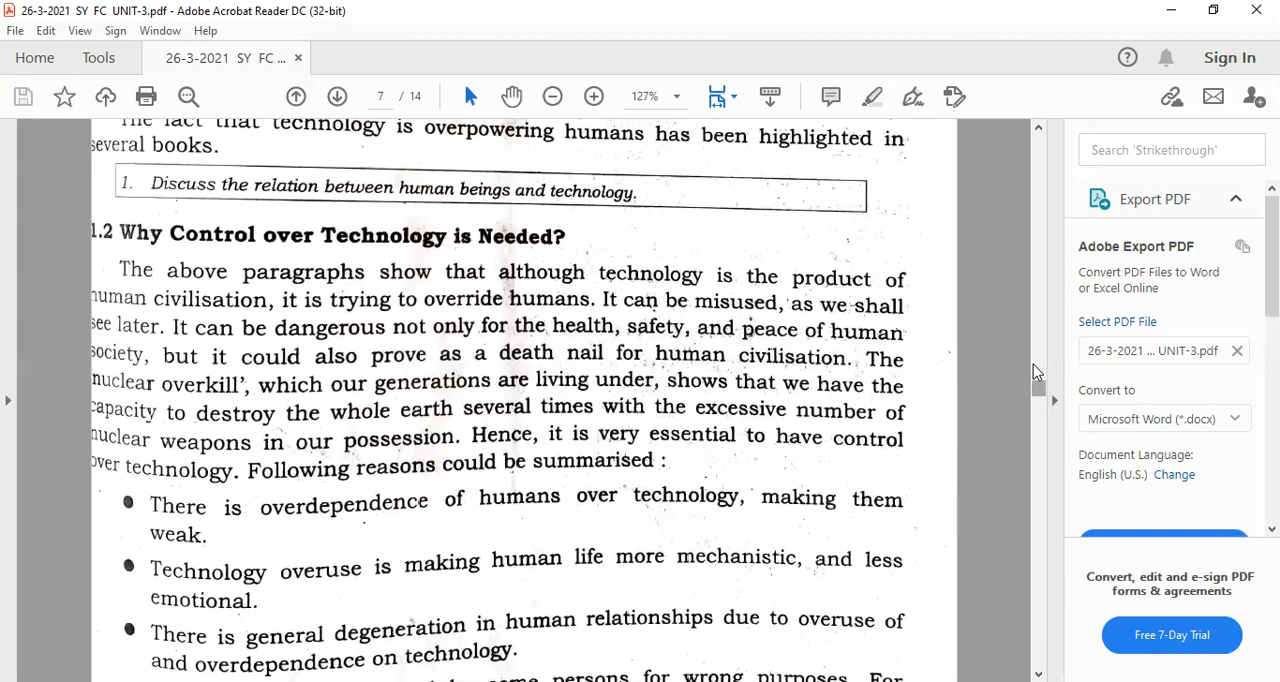 26-3-2021 SY FC UNIT-3.pdf - Adobe Acrobat Reader DC (32-bit)
File Edit View Sign Window Help
Home Tools 26-3-2021 SY FC ... × Sign In
7 / 14 127%
The fact that technology is overpowering humans has been highlighted in
several books.
1. Discuss the relation between human beings and technology.
1.2 Why Control over Technology is Needed?
The above paragraphs show that although technology is the product of
human civilisation, it is trying to override humans. It can be misused, as we shall
see later. It can be dangerous not only for the health, safety, and peace of human
society, but it could also prove as a death nail for human civilisation. The
nuclear overkill', which our generations are living under, shows that we have the
capacity to destroy the whole earth several times with the excessive number of
nuclear weapons in our possession. Hence, it is very essential to have control
over technology. Following reasons could be summarised :
● There is overdependence of humans over technology, making them
weak.
● Technology overuse is making human life more mechanistic, and less
emotional.
● There is general degeneration in human relationships due to overuse of
and overdependence on technology.
some persons for wrong purposes. For
Search 'Strikethrough'
Export PDF
Adobe Export PDF
Convert PDF Files to Word
or Excel Online
Select PDF File
26-3-2021 ... UNIT-3.pdf ×
Convert to
Microsoft Word (*.docx)
Document Language:
English (U.S.) Change
Convert, edit and e-sign PDF
forms & agreements
Free 7-Day Trial